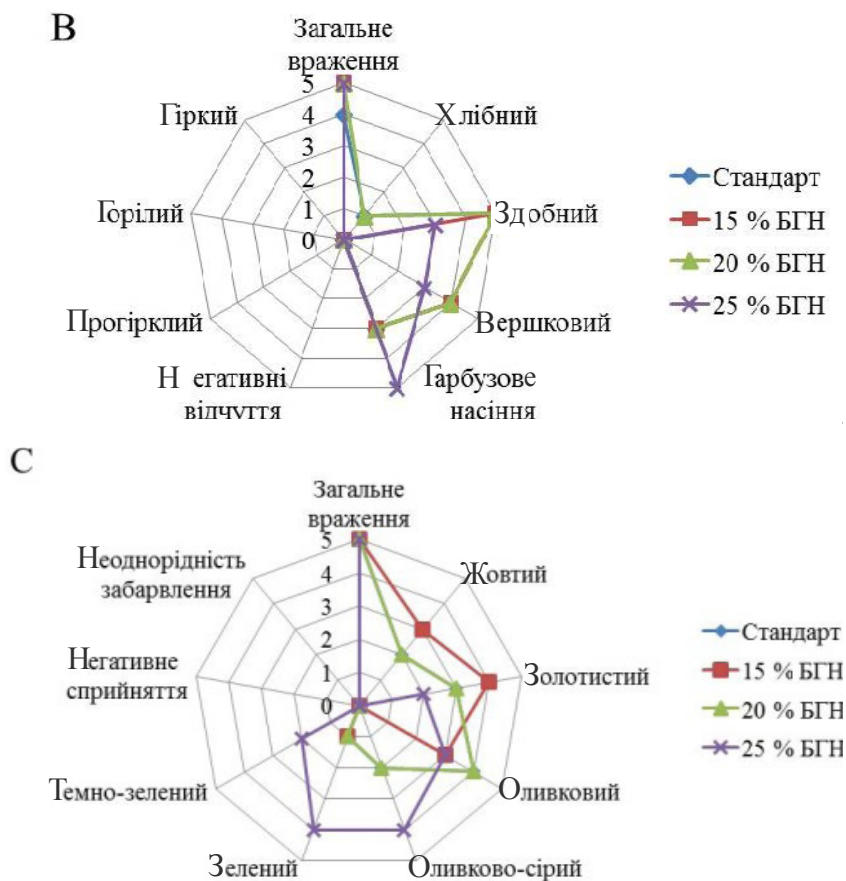 B
Загальне
враження
5
4
3
2
1
0
Хлібний
Здобний
Вершковий
Гарбузове
насіння
Негативні
відчуття
Прогірклий
Горілий
Гіркий
Стандарт
15 % БГН
20 % БГН
25 % БГН
C
Загальне
враження
5
4
3
2
1
0
Жовтий
Золотистий
Оливковий
Оливково-сірий
Зелений
Темно-зелений
Негативне
сприйняття
Неоднорідність
забарвлення
Стандарт
15 % БГН
20 % БГН
25 % БГН